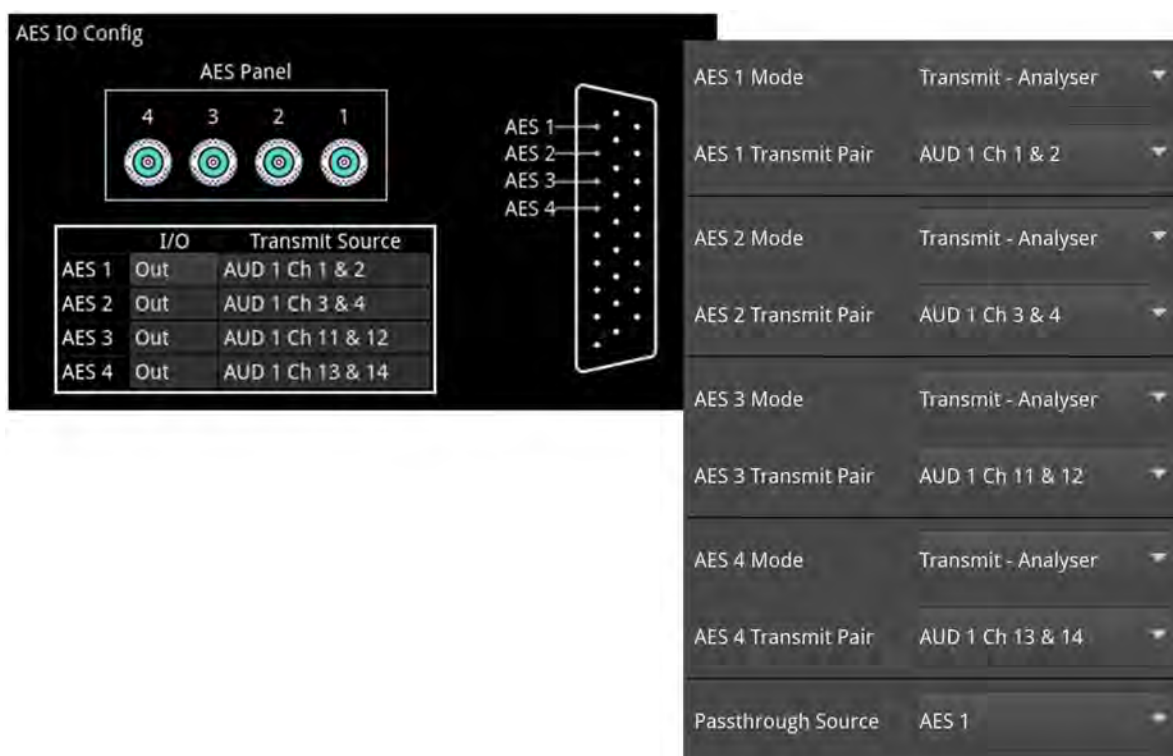 AES IO Config
AES Panel
4 3 2 1
AES 1
AES 2
AES 3
AES 4
I/O Transmit Source
AES 1 Out AUD 1 Ch 1 & 2
AES 2 Out AUD 1 Ch 3 & 4
AES 3 Out AUD 1 Ch 11 & 12
AES 4 Out AUD 1 Ch 13 & 14
AES 1 Mode Transmit - Analyser
AES 1 Transmit Pair AUD 1 Ch 1 & 2
AES 2 Mode Transmit - Analyser
AES 2 Transmit Pair AUD 1 Ch 3 & 4
AES 3 Mode Transmit - Analyser
AES 3 Transmit Pair AUD 1 Ch 11 & 12
AES 4 Mode Transmit - Analyser
AES 4 Transmit Pair AUD 1 Ch 13 & 14
Passthrough Source AES 1